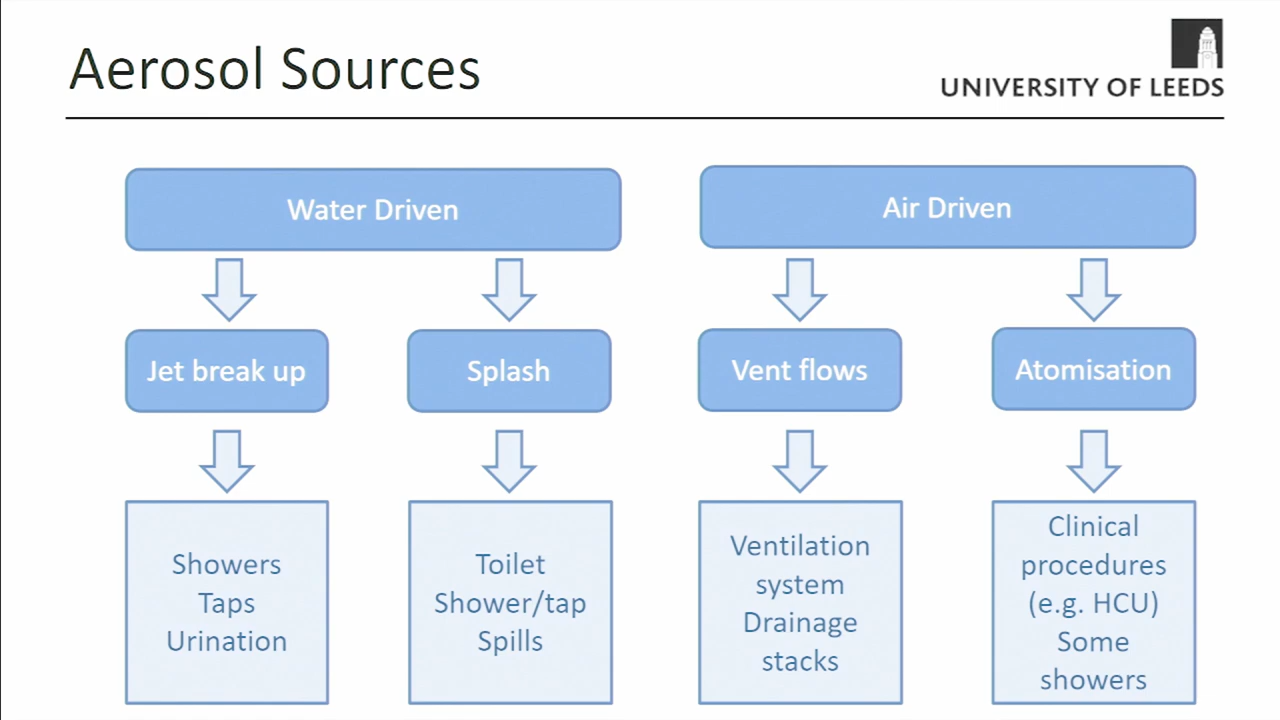 Aerosol Sources
UNIVERSITY OF LEEDS
Water Driven
Air Driven
Jet break up
Splash
Vent flows
Atomisation
Showers
Taps
Urination
Toilet
Shower/tap
Spills
Ventilation
system
Drainage
stacks
Clinical
procedures
(e.g. HCU)
Some
showers